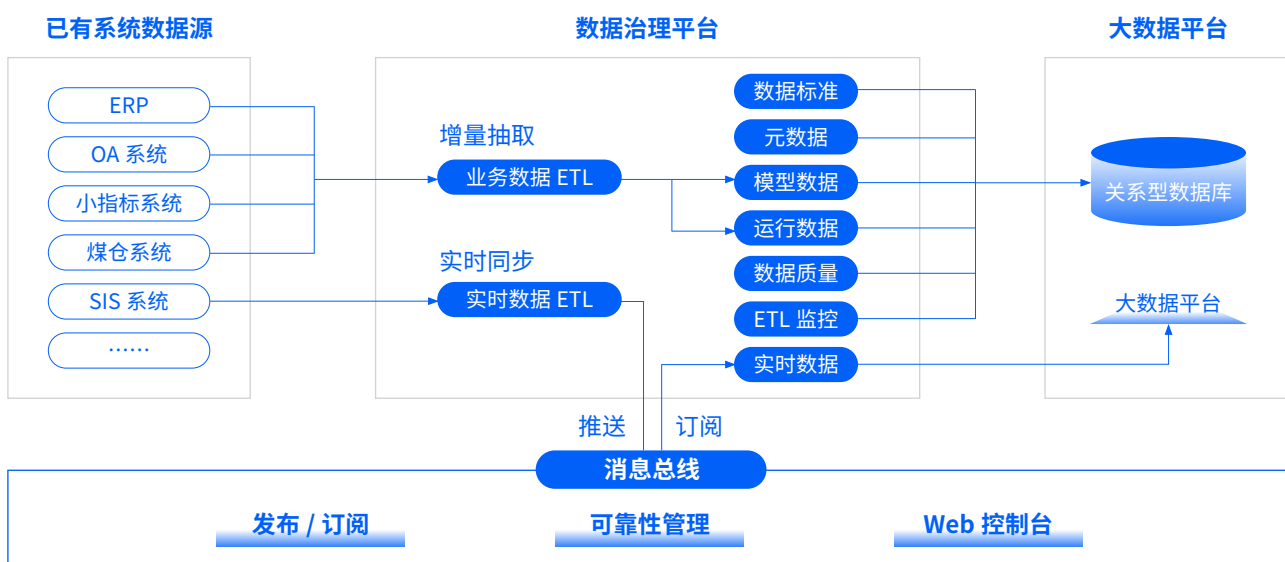 已有系统数据源
数据治理平台
大数据平台
ERP
OA 系统
小指标系统
煤仓系统
SIS 系统
……
增量抽取
业务数据 ETL
实时同步
实时数据 ETL
数据标准
元数据
模型数据
运行数据
数据质量
ETL 监控
实时数据
关系型数据库
大数据平台
推送
订阅
消息总线
发布 / 订阅
可靠性管理
Web 控制台